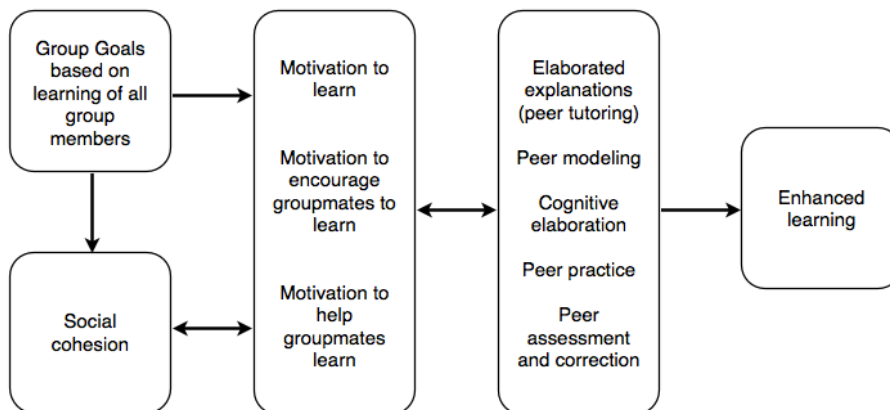 Group Goals
based on
learning of all
group
members
Social
cohesion
Motivation to
learn
Motivation to
encourage
groupmates to
learn
Motivation to
help
groupmates
learn
Elaborated
explanations
(peer tutoring)
Peer modeling
Cognitive
elaboration
Peer practice
Peer
assessment
and correction
Enhanced
learning